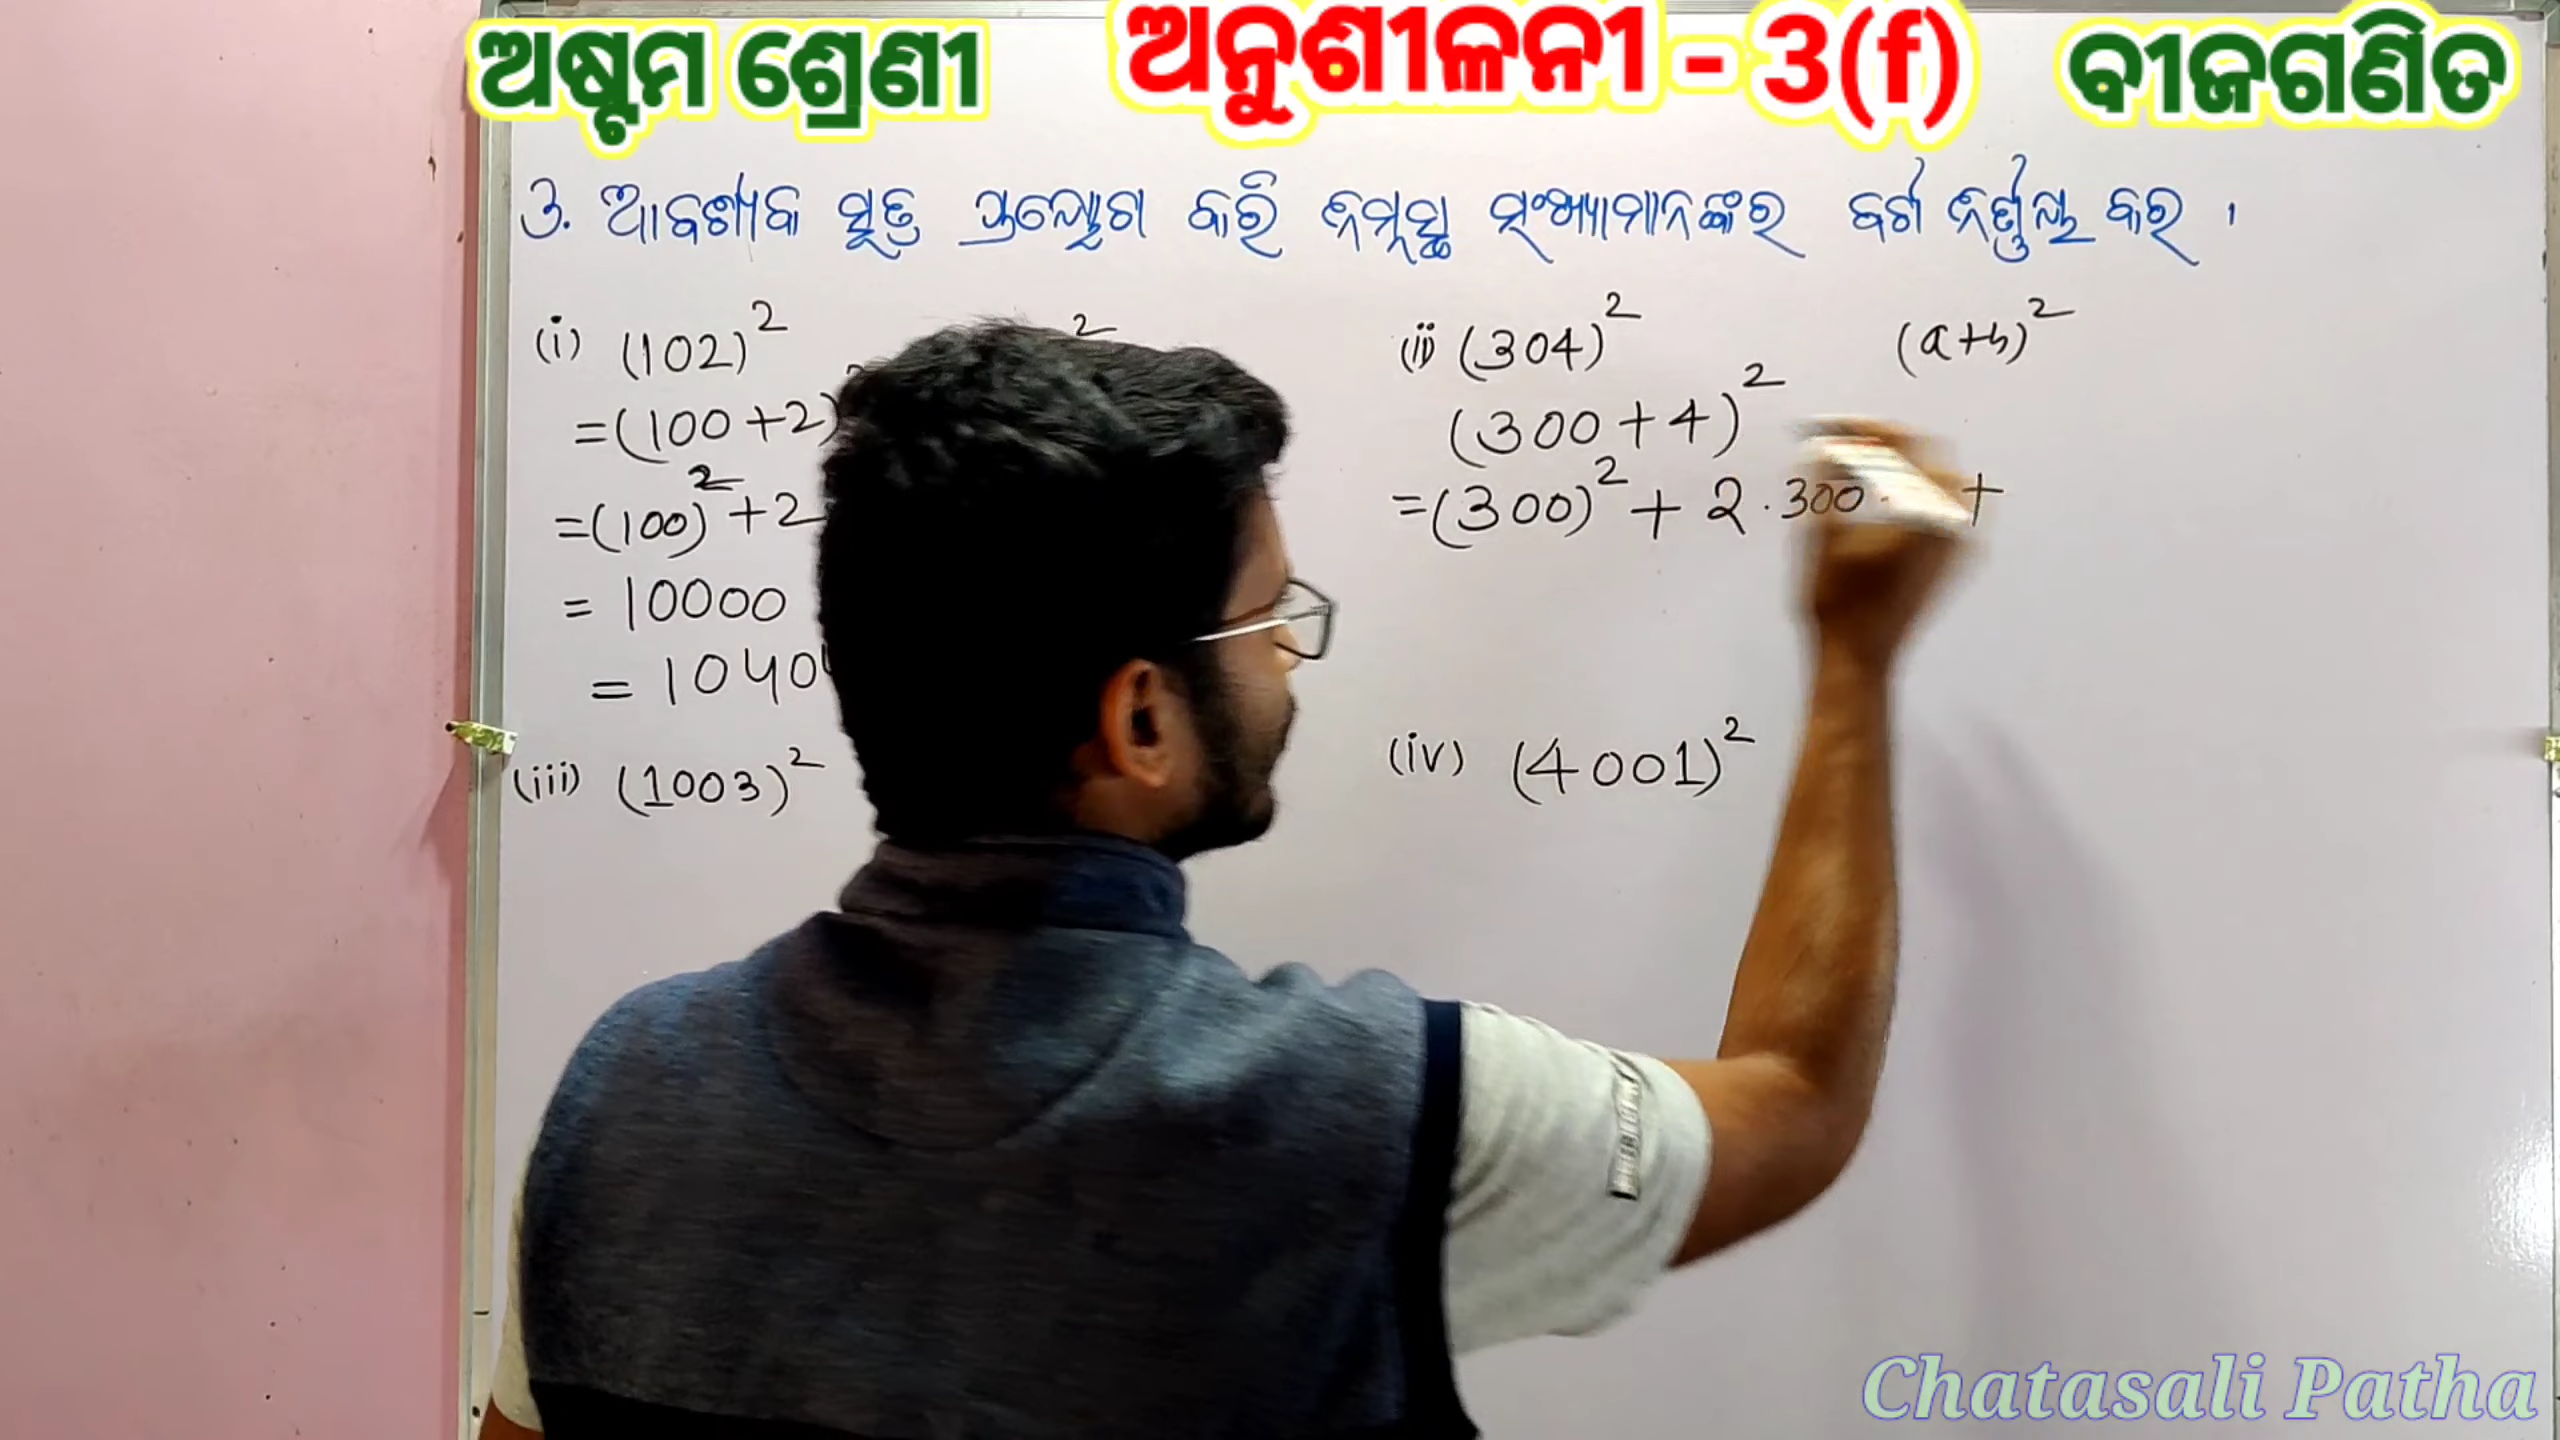 ଅଷ୍ଟମ ଶ୍ରେଣୀ ଅନୁଶୀଳନୀ - 3(f) ବୀଜଗଣିତ
3. ଆବଶ୍ୟକ ସୂତ୍ର ପ୍ରୟୋଗ କରି ନିମ୍ନସ୍ଥ ସଂଖ୍ୟାମାନଙ୍କର ବର୍ଗ ନିର୍ଣ୍ଣୟ କର ।
(i) (102)²
=(100+2)
=(100)²+2
= 10000
= 1040
(ii) (304)² (a+b)²
(300+4)²
=(300)² + 2.300. +
(iii) (1003)²
(iv) (4001)²
Chatasali Patha